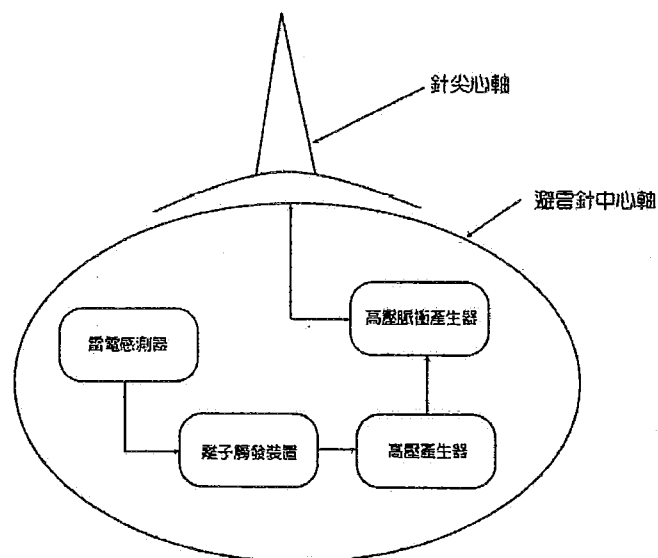 針尖心軸
避雷針中心軸
高壓脈衝產生器
雷電感測器
離子觸發裝置
高壓產生器